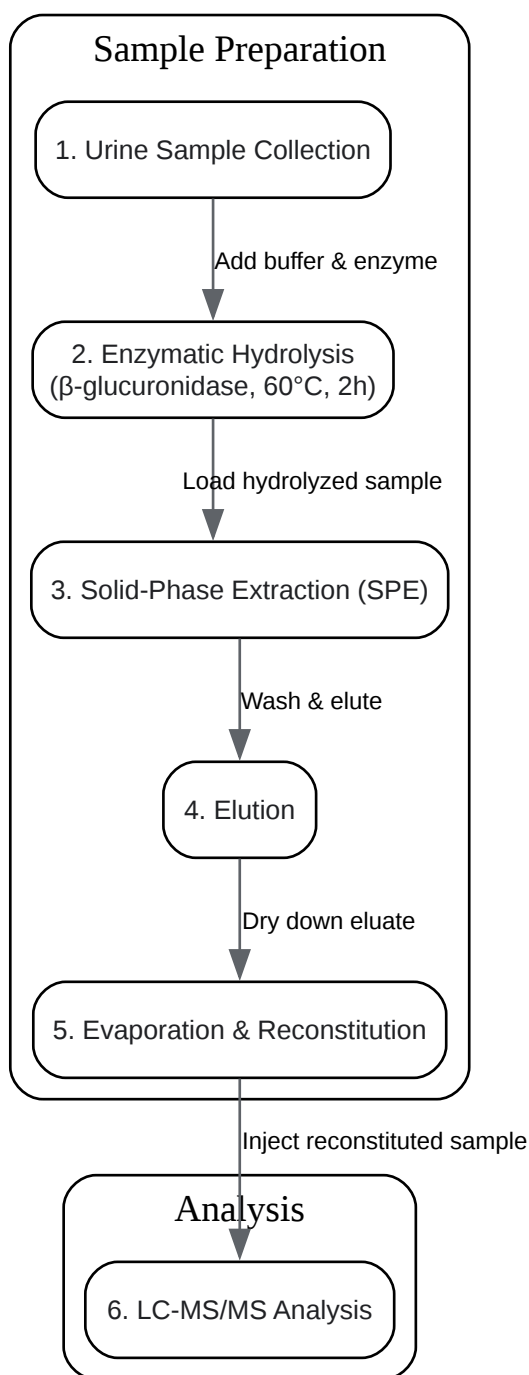 Sample Preparation
1. Urine Sample Collection
Add buffer & enzyme
2. Enzymatic Hydrolysis
(β-glucuronidase, 60°C, 2h)
Load hydrolyzed sample
3. Solid-Phase Extraction (SPE)
Wash & elute
4. Elution
Dry down eluate
5. Evaporation & Reconstitution
Inject reconstituted sample
Analysis
6. LC-MS/MS Analysis